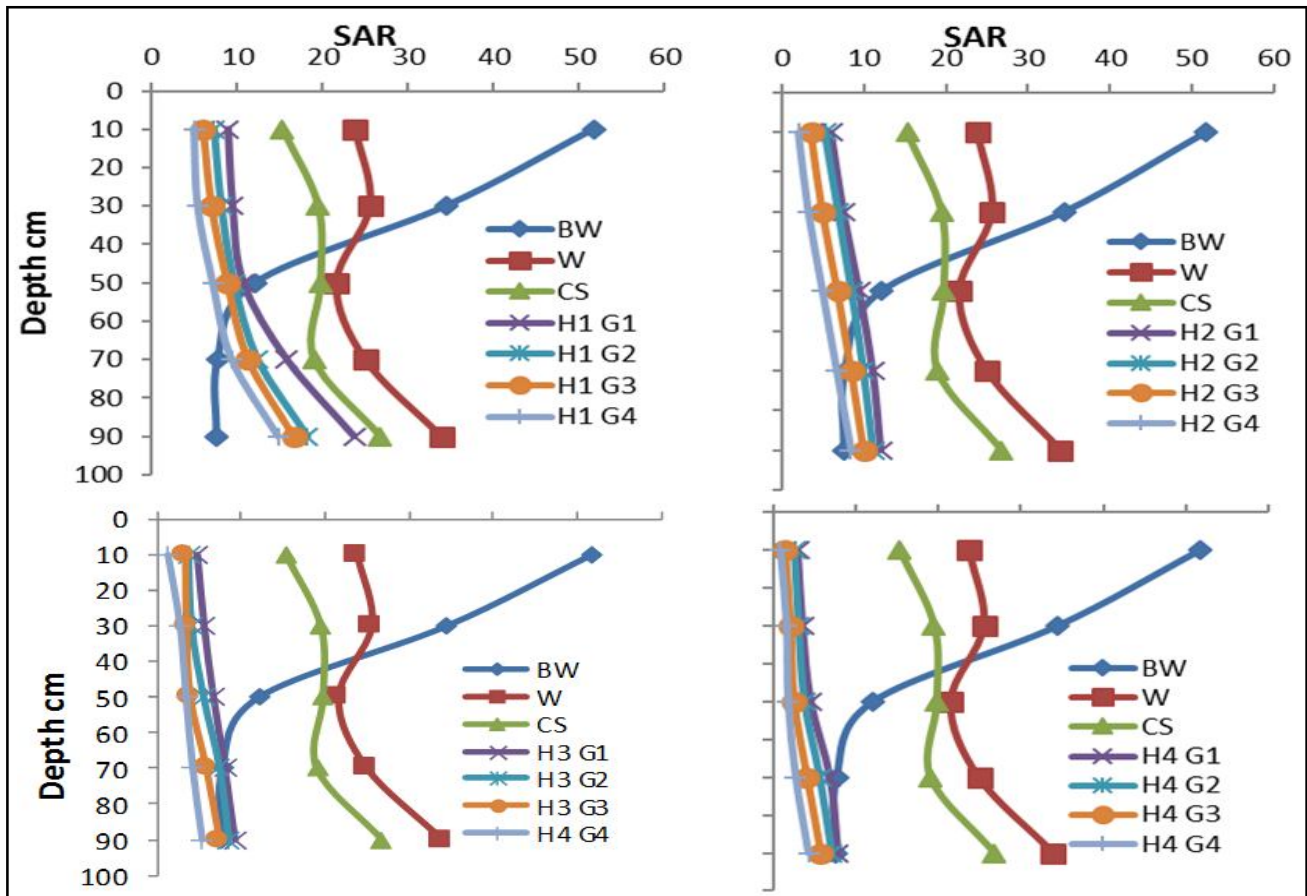 SAR
0 10 20 30 40 50 60
0
10
20
30
40
50
60
70
80
90
100
Depth cm
BW
W
CS
H1 G1
H1 G2
H1 G3
H1 G4
SAR
0 10 20 30 40 50 60
BW
W
CS
H2 G1
H2 G2
H2 G3
H2 G4
0
10
20
30
40
50
60
70
80
90
100
Depth cm
BW
W
CS
H3 G1
H3 G2
H3 G3
H4 G4
BW
W
CS
H4 G1
H4 G2
H4 G3
H4 G4